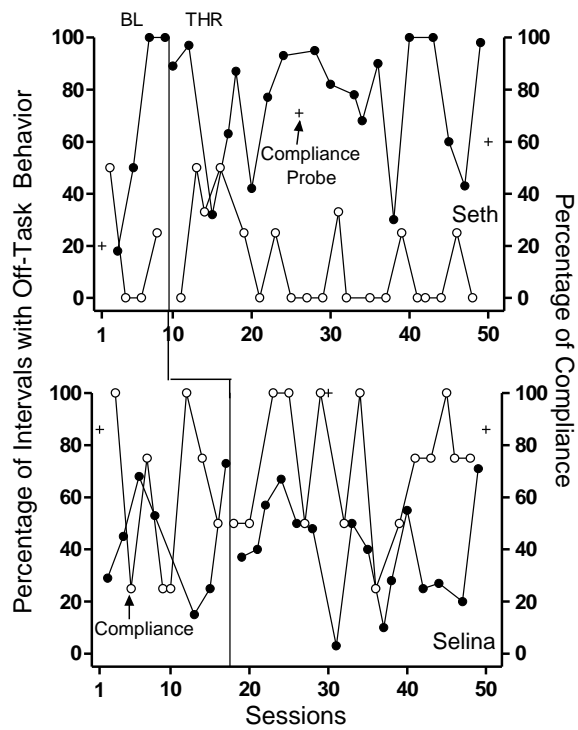 BL THR
100 100
80 80
60 60
40 40
20 20
0 0
Compliance
Probe
Seth
1 10 20 30 40 50
100 100
80 80
60 60
40 40
20 20
0 0
Compliance
Selina
1 10 20 30 40 50
Sessions
Percentage of Intervals with Off-Task Behavior
Percentage of Compliance